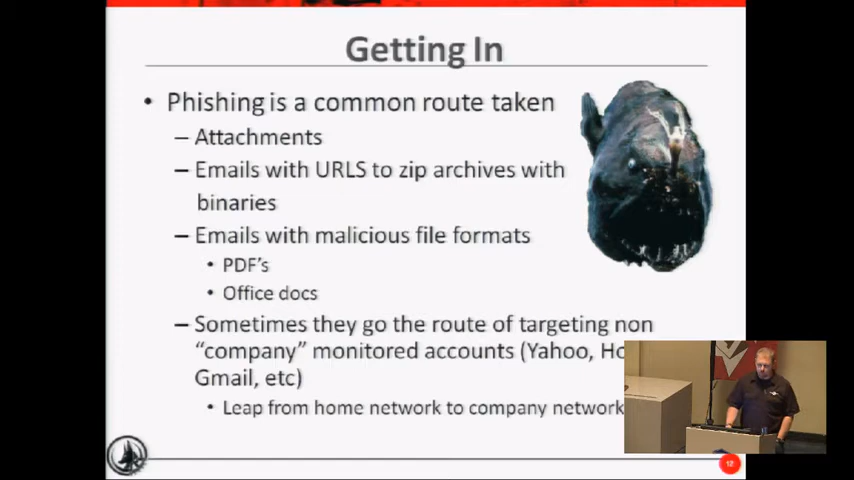 Getting In
• Phishing is a common route taken
– Attachments
– Emails with URLS to zip archives with
binaries
– Emails with malicious file formats
• PDF's
• Office docs
– Sometimes they go the route of targeting non
“company” monitored accounts (Yahoo, Ho
Gmail, etc)
• Leap from home network to company network
12